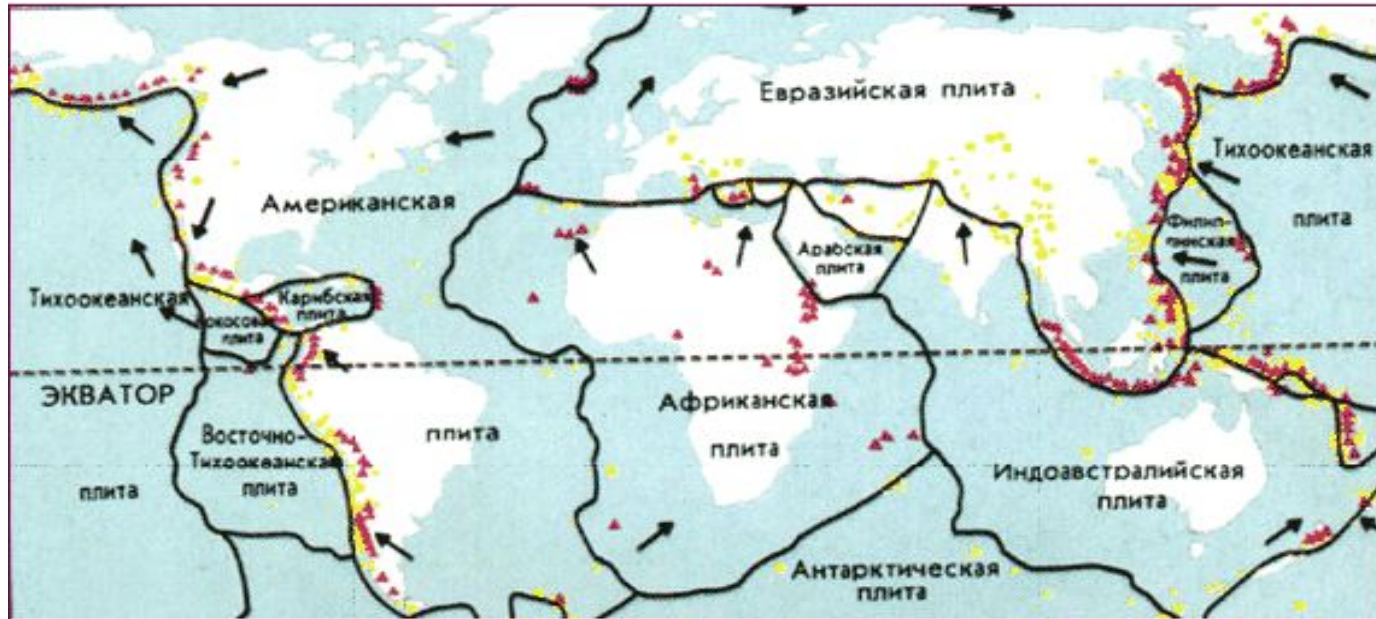 Евразийская плита
Тихоокеанская
плита
Американская
Филип-
пинская
плита
Арабская
плита
Тихоокеанская
Карибская
плита
плита
ЭКВАТОР
Африканская
плита
плита
Восточно-
Тихоокеанская
плита
плита
Индоавстралийская
плита
Антарктическая
плита